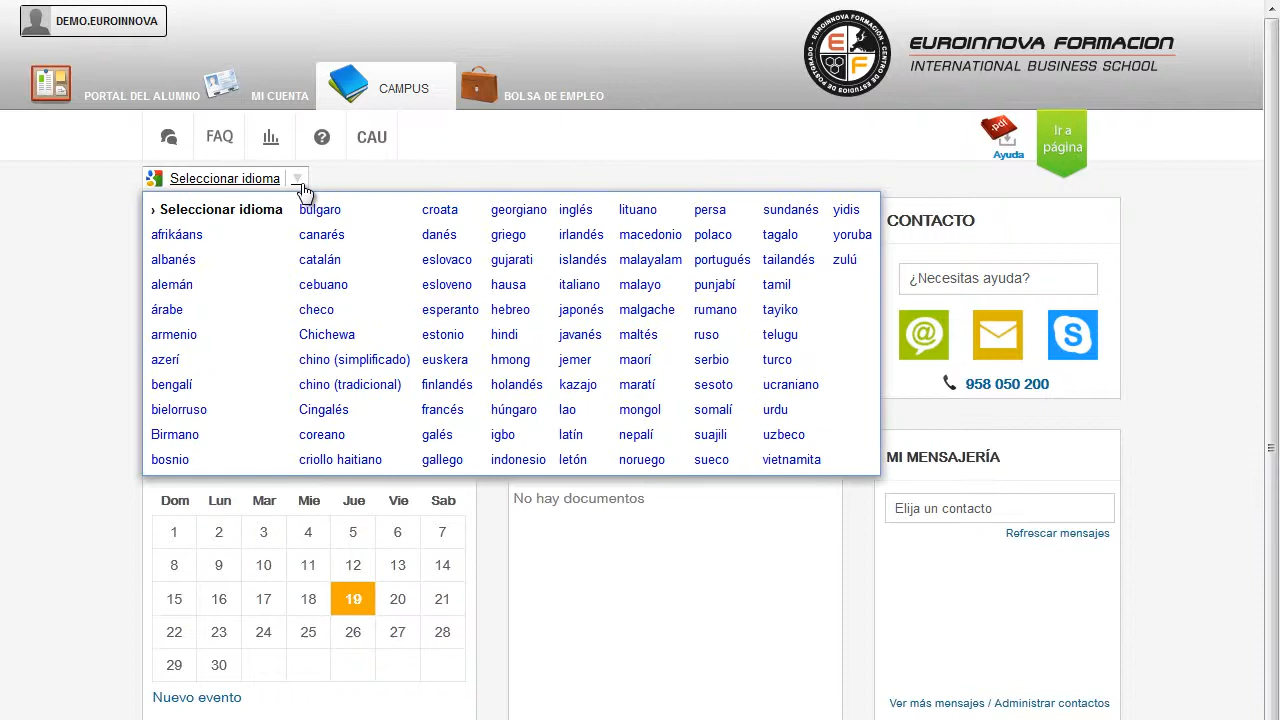 DEMO.EUROINNOVA
EUROINNOVA FORMACION
INTERNATIONAL BUSINESS SCHOOL
EUROINNOVA FORMACIÓN
CENTRO DE ESTUDIOS DE POSTGRADO
EF
PORTAL DEL ALUMNO
MI CUENTA
CAMPUS
BOLSA DE EMPLEO
FAQ
?
CAU
.pdf
Ayuda
Ir a
página
Seleccionar idioma
› Seleccionar idioma
afrikáans
albanés
alemán
árabe
armenio
azerí
bengalí
bielorruso
Birmano
bosnio
búlgaro
canarés
catalán
cebuano
checo
Chichewa
chino (simplificado)
chino (tradicional)
Cingalés
coreano
criollo haitiano
croata
danés
eslovaco
esloveno
esperanto
estonio
euskera
finlandés
francés
galés
gallego
georgiano
griego
gujarati
hausa
hebreo
hindi
hmong
holandés
húngaro
igbo
indonesio
inglés
irlandés
islandés
italiano
japonés
javanés
jemer
kazajo
lao
latín
letón
lituano
macedonio
malayalam
malayo
malgache
maltés
maorí
maratí
mongol
nepalí
noruego
persa
polaco
portugués
punjabí
rumano
ruso
serbio
sesoto
somalí
suajili
sueco
sundanés
tagalo
tailandés
tamil
tayiko
telugu
turco
ucraniano
urdu
uzbeco
vietnamita
yidis
yoruba
zulú
CONTACTO
¿Necesitas ayuda?
958 050 200
MI MENSAJERÍA
Elija un contacto
Refrescar mensajes
Ver más mensajes / Administrar contactos
Dom Lun Mar Mie Jue Vie Sab
1 2 3 4 5 6 7
8 9 10 11 12 13 14
15 16 17 18 19 20 21
22 23 24 25 26 27 28
29 30
Nuevo evento
No hay documentos